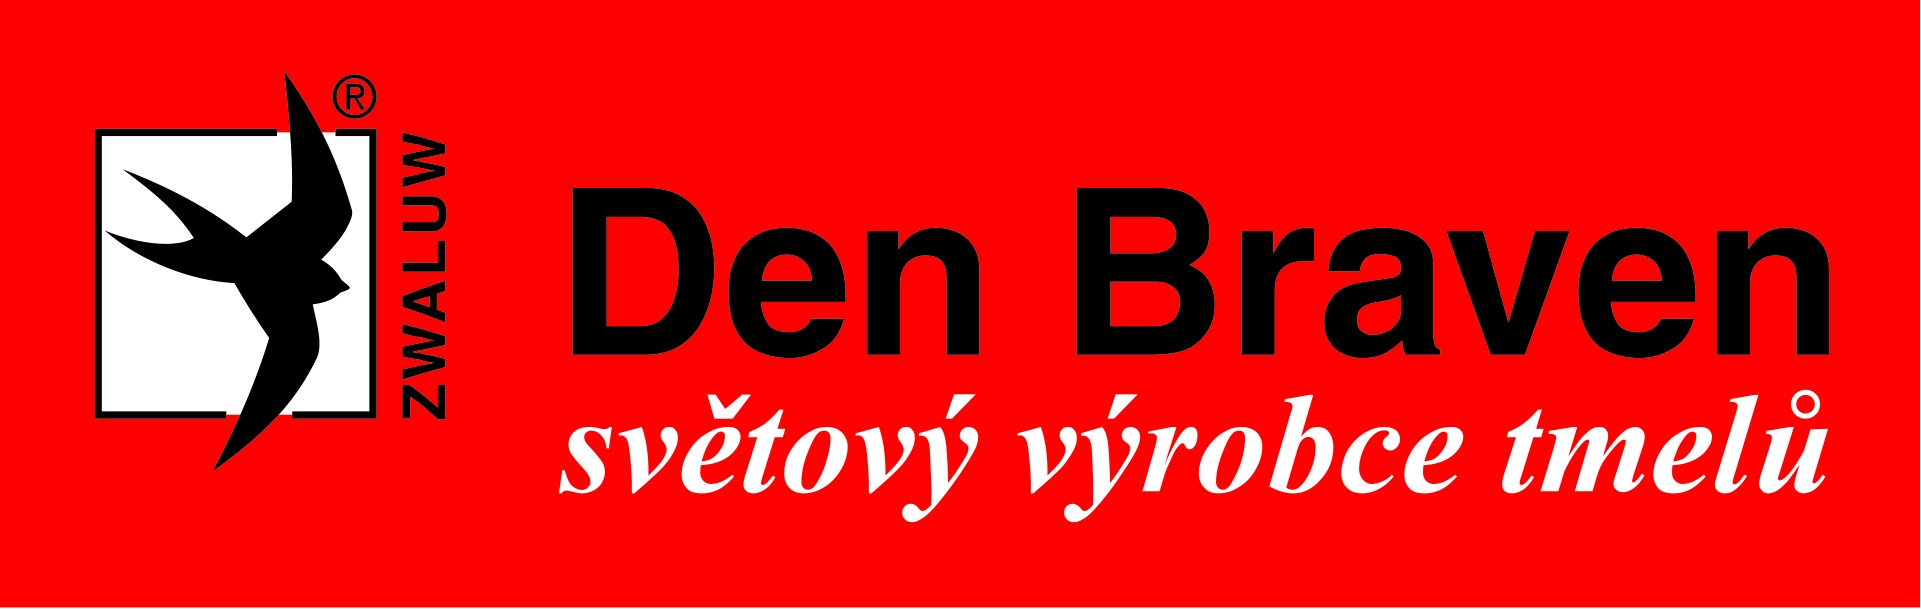 ®
ZWALUW
Den Braven
světový výrobce tmelů